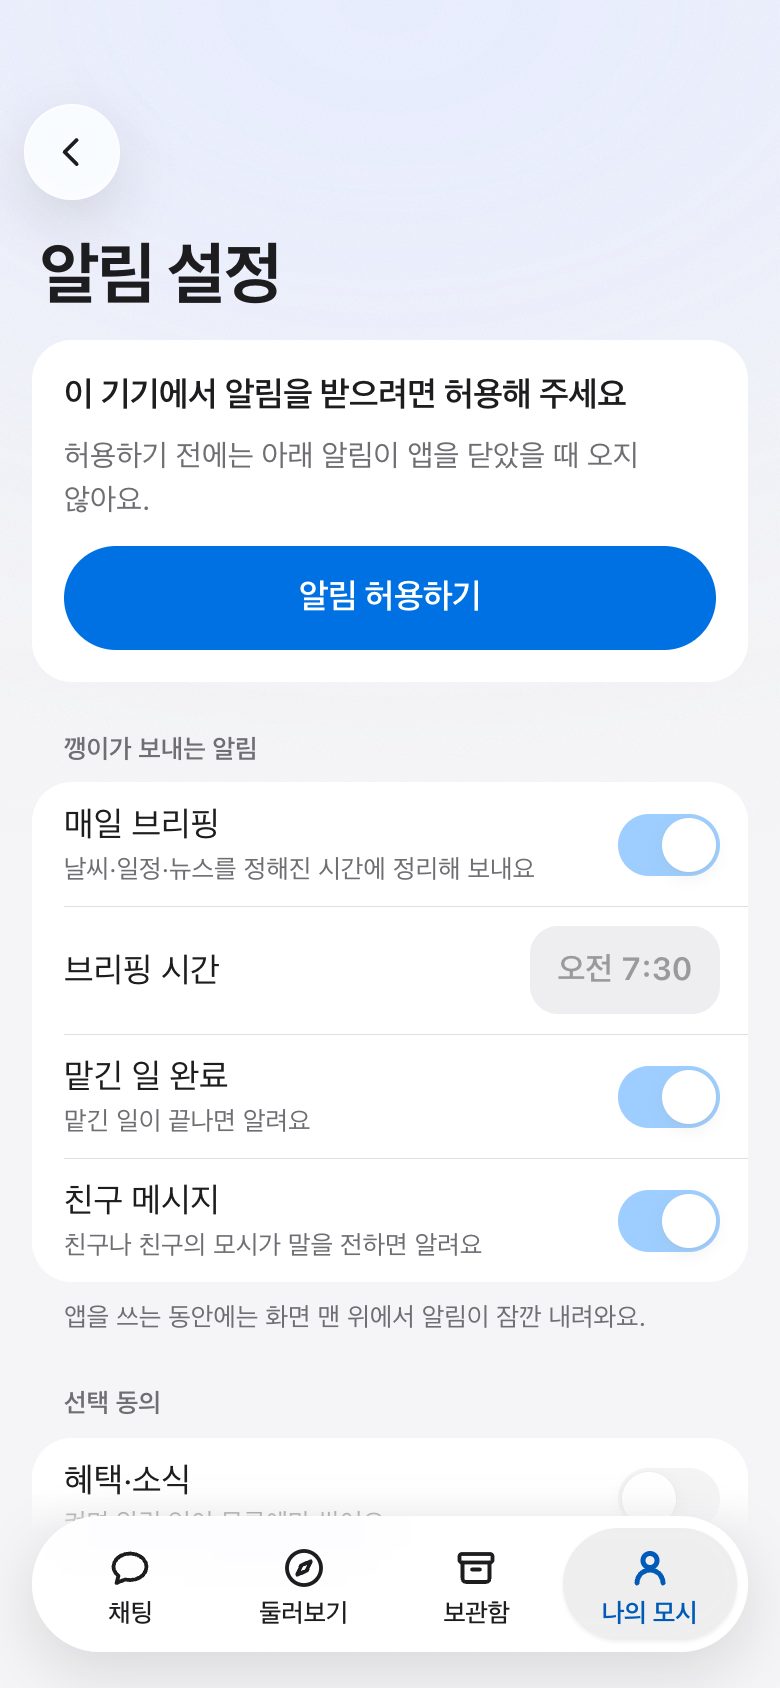 알림 설정
이 기기에서 알림을 받으려면 허용해 주세요
허용하기 전에는 아래 알림이 앱을 닫았을 때 오지
않아요.
알림 허용하기
깽이가 보내는 알림
매일 브리핑
날씨·일정·뉴스를 정해진 시간에 정리해 보내요
브리핑 시간
오전 7:30
맡긴 일 완료
맡긴 일이 끝나면 알려요
친구 메시지
친구나 친구의 모시가 말을 전하면 알려요
앱을 쓰는 동안에는 화면 맨 위에서 알림이 잠깐 내려와요.
선택 동의
혜택·소식
채팅
둘러보기
보관함
나의 모시